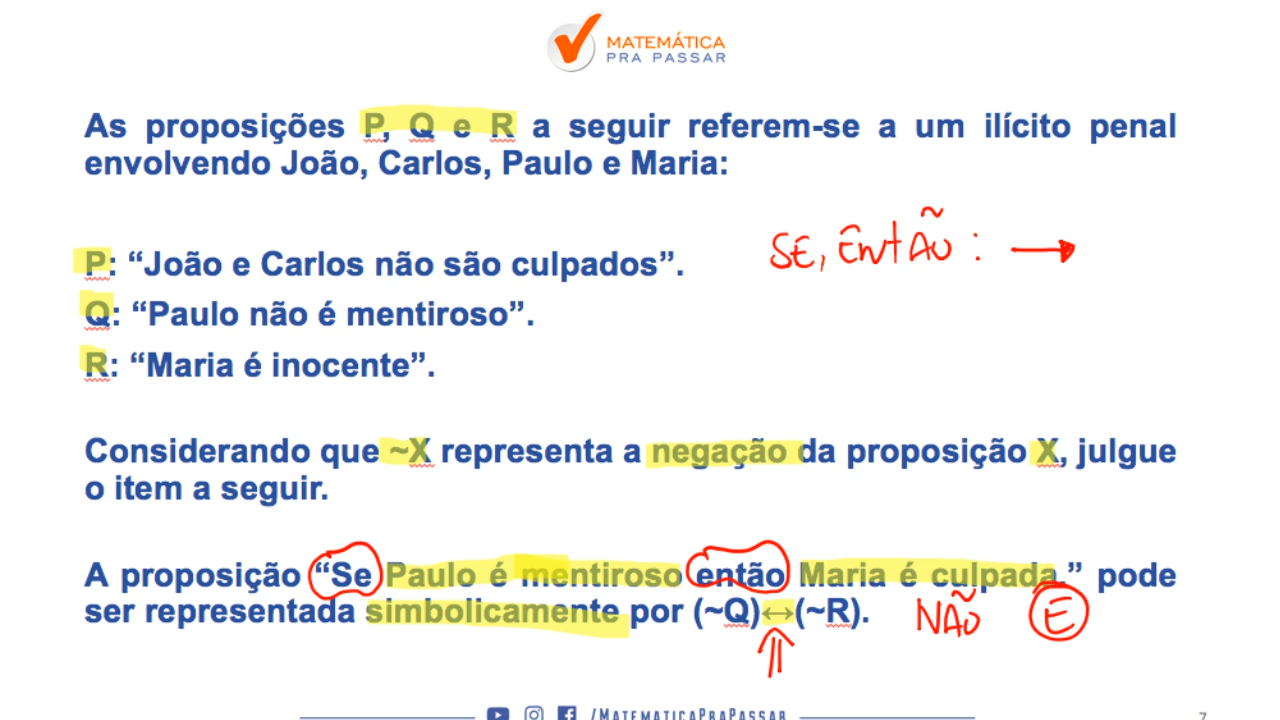 MATEMÁTICA
PRA PASSAR
As proposições P, Q e R a seguir referem-se a um ilícito penal
envolvendo João, Carlos, Paulo e Maria:
SE, ENTÃO : →
P: “João e Carlos não são culpados”.
Q: “Paulo não é mentiroso”.
R: “Maria é inocente”.
Considerando que ~X representa a negação da proposição X, julgue
o item a seguir.
A proposição “Se Paulo é mentiroso então Maria é culpada.” pode
ser representada simbolicamente por (~Q)↔(~R). NÃO E
/MATEMATICAPRAPASSAR
7